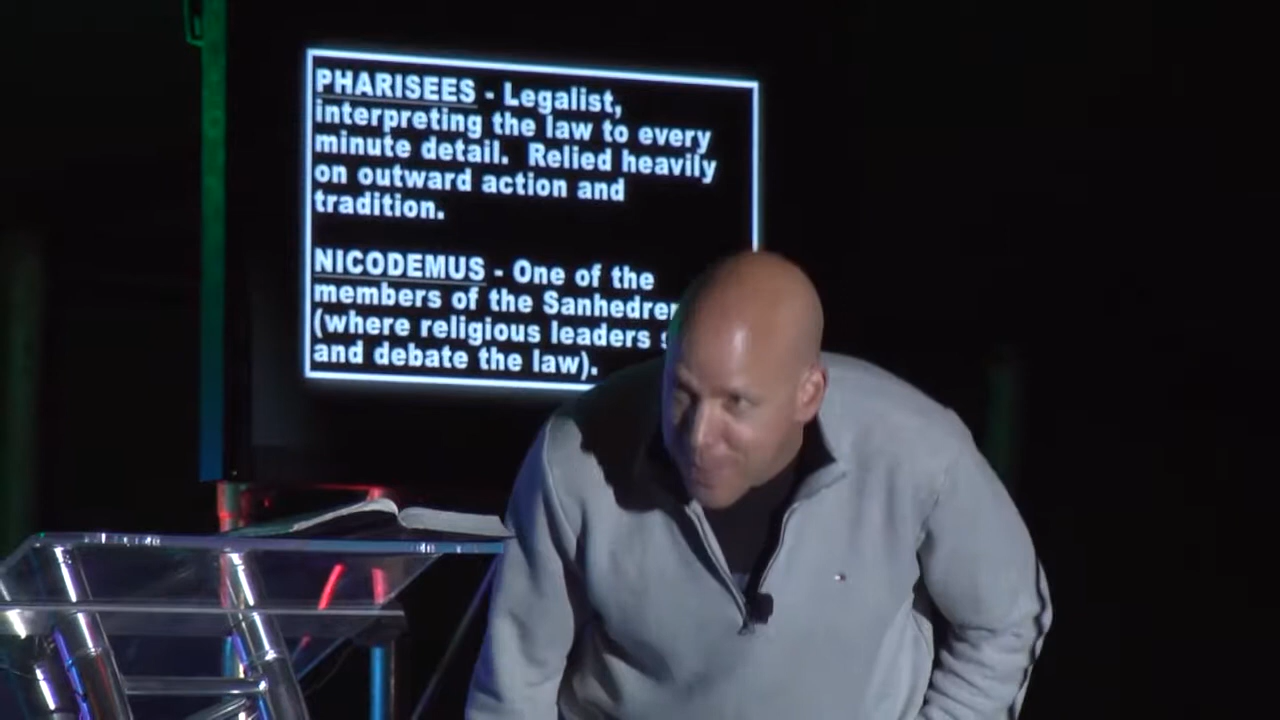 PHARISEES - Legalist,
interpreting the law to every
minute detail. Relied heavily
on outward action and
tradition.
NICODEMUS - One of the
members of the
(where religious leaders
and debate the law).